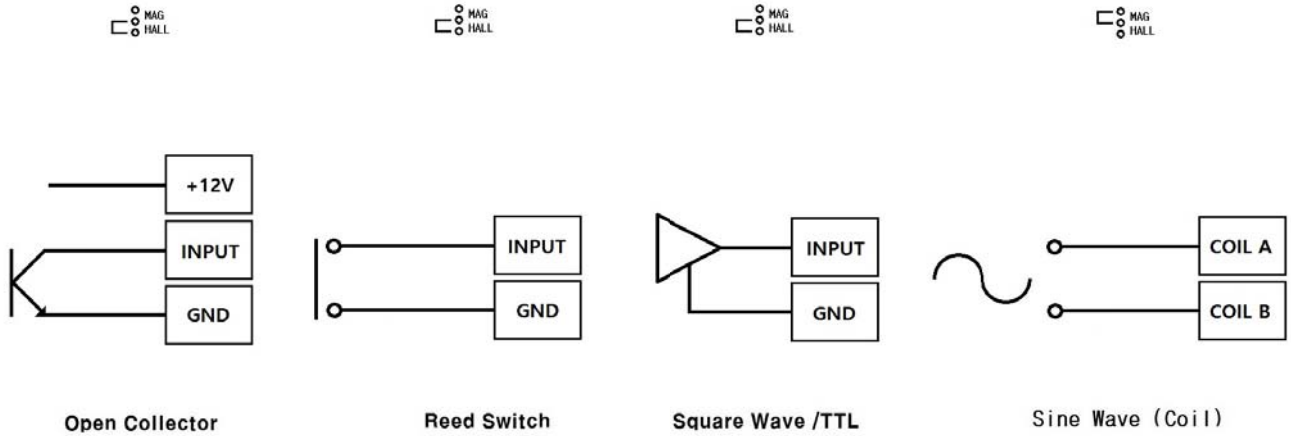 MAG
HALL
MAG
HALL
MAG
HALL
MAG
HALL
+12V
INPUT
GND
INPUT
GND
INPUT
GND
COIL A
COIL B
Open Collector
Reed Switch
Square Wave /TTL
Sine Wave (Coil)